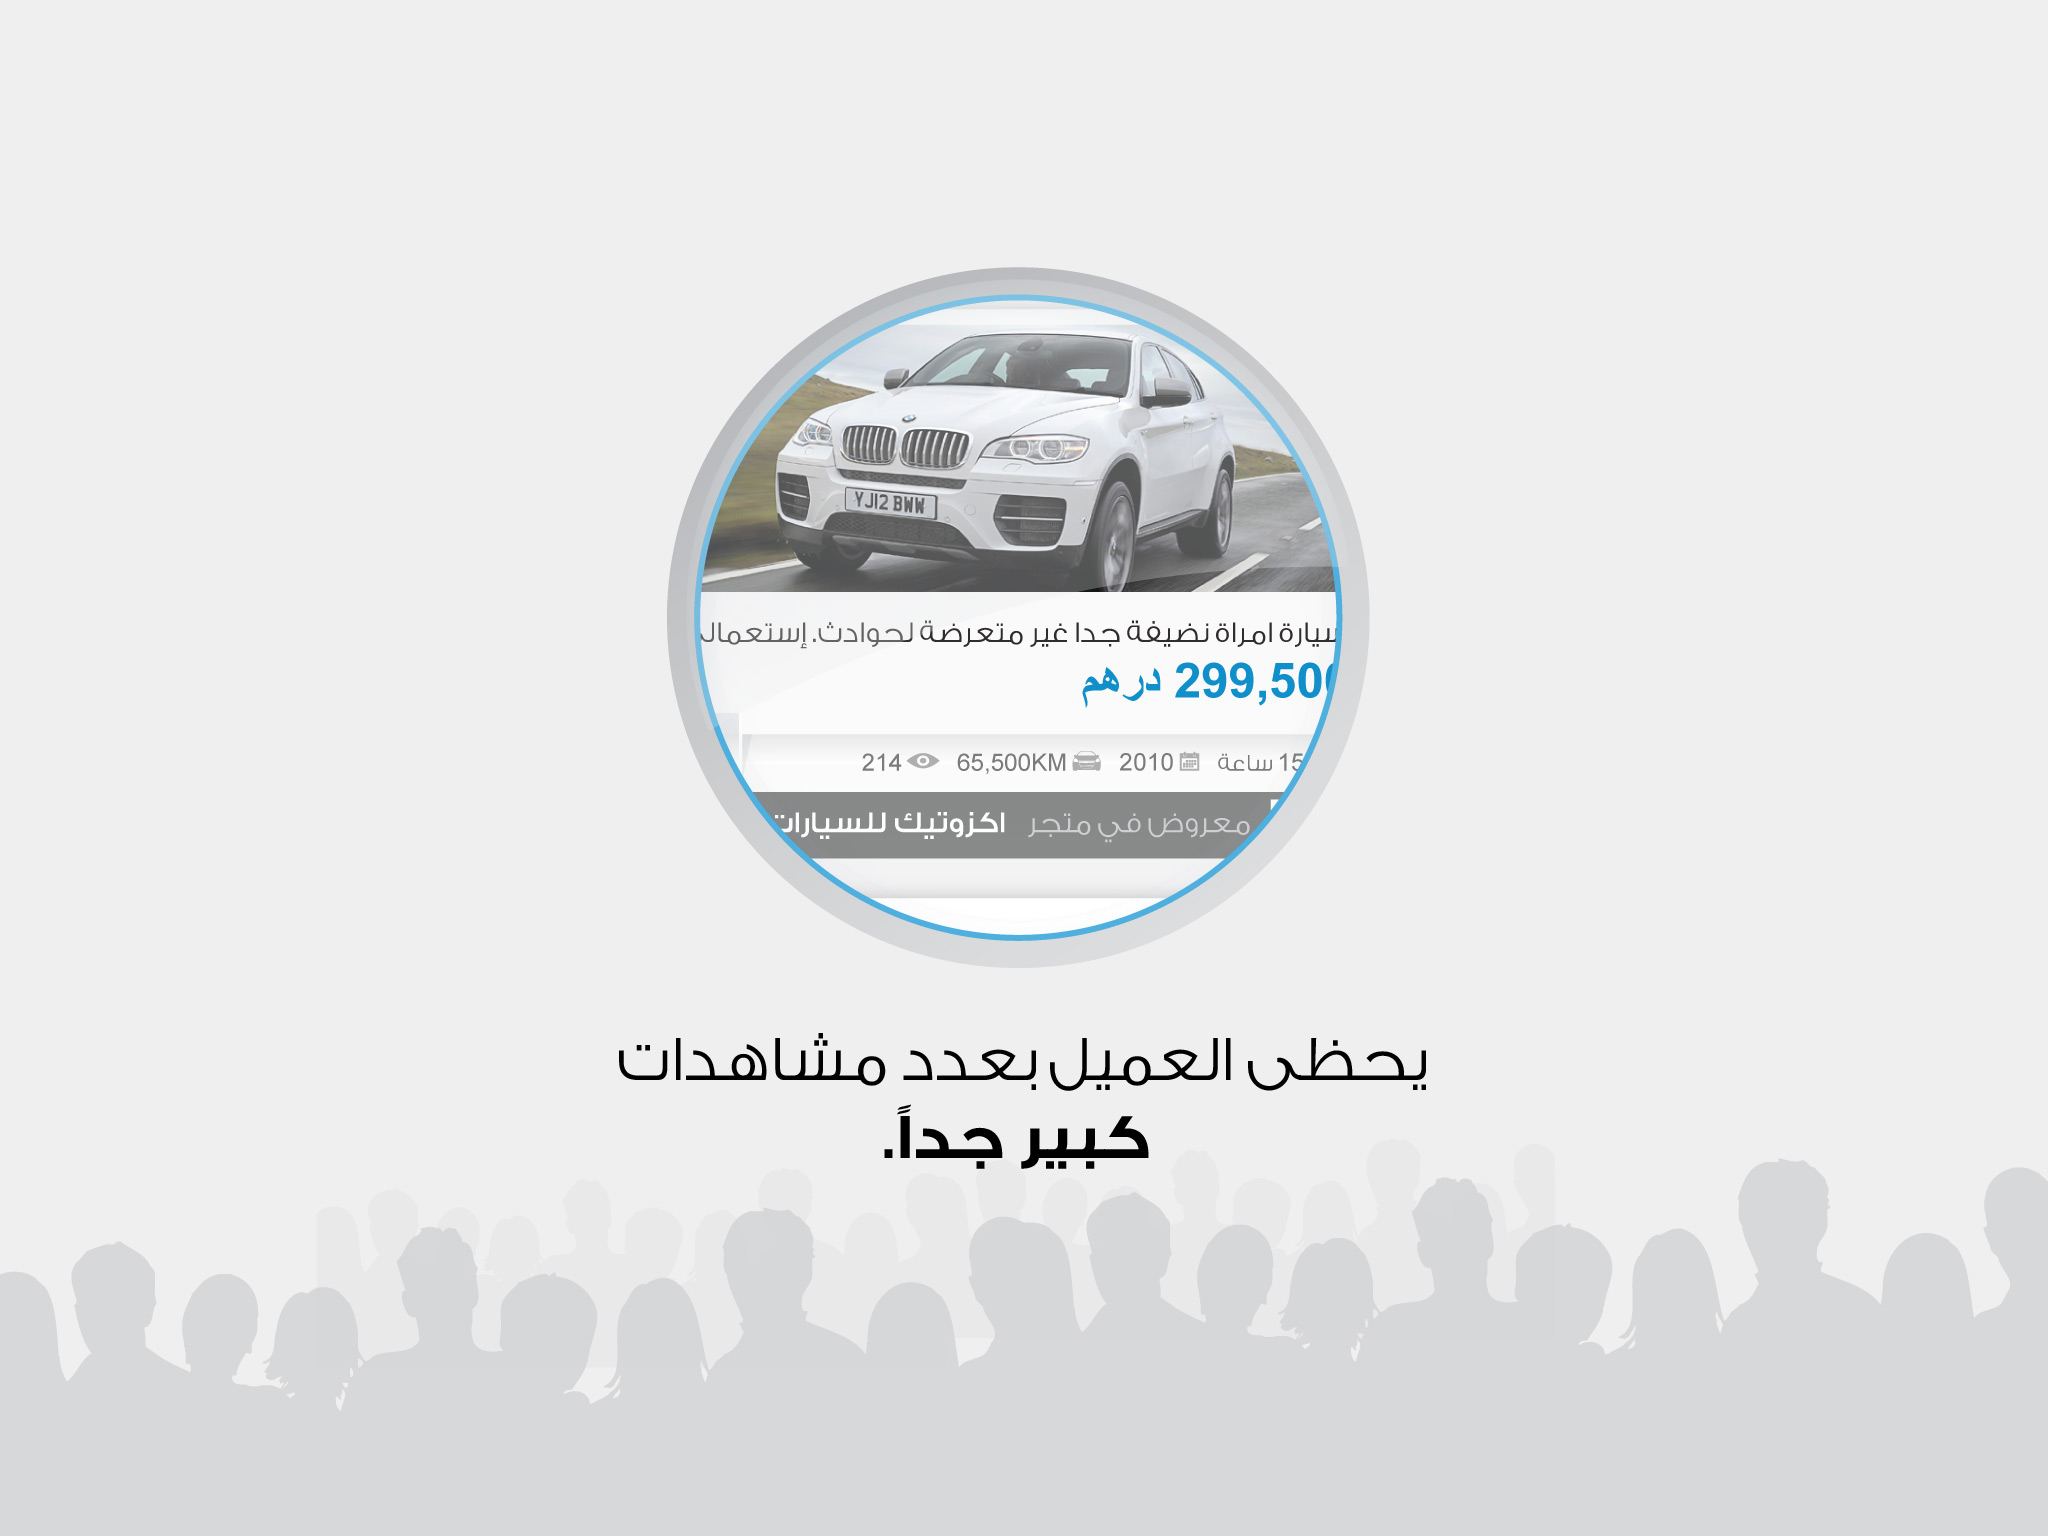 YJ12 BWW
سيارة امراة نضيفة جدا غير متعرضة لحوادث. إستعمال
299,500 درهم
15 ساعة 2010 65,500KM 214
معروض في متجر اكزوتيك للسيارات
يحظى العميل بعدد مشاهدات
كبير جداً.